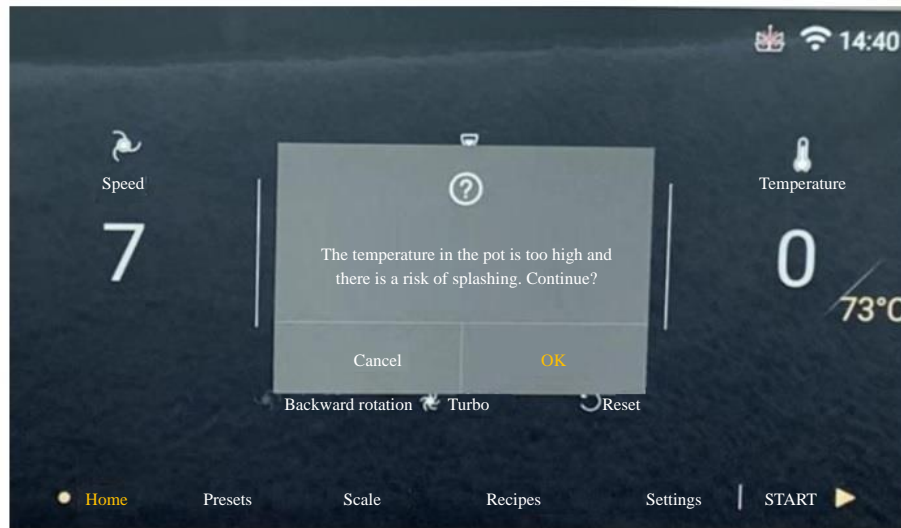 14:40
Speed
Temperature
7
0
73°C
The temperature in the pot is too high and
there is a risk of splashing. Continue?
Cancel
OK
Backward rotation
Turbo
Reset
Home
Presets
Scale
Recipes
Settings
START